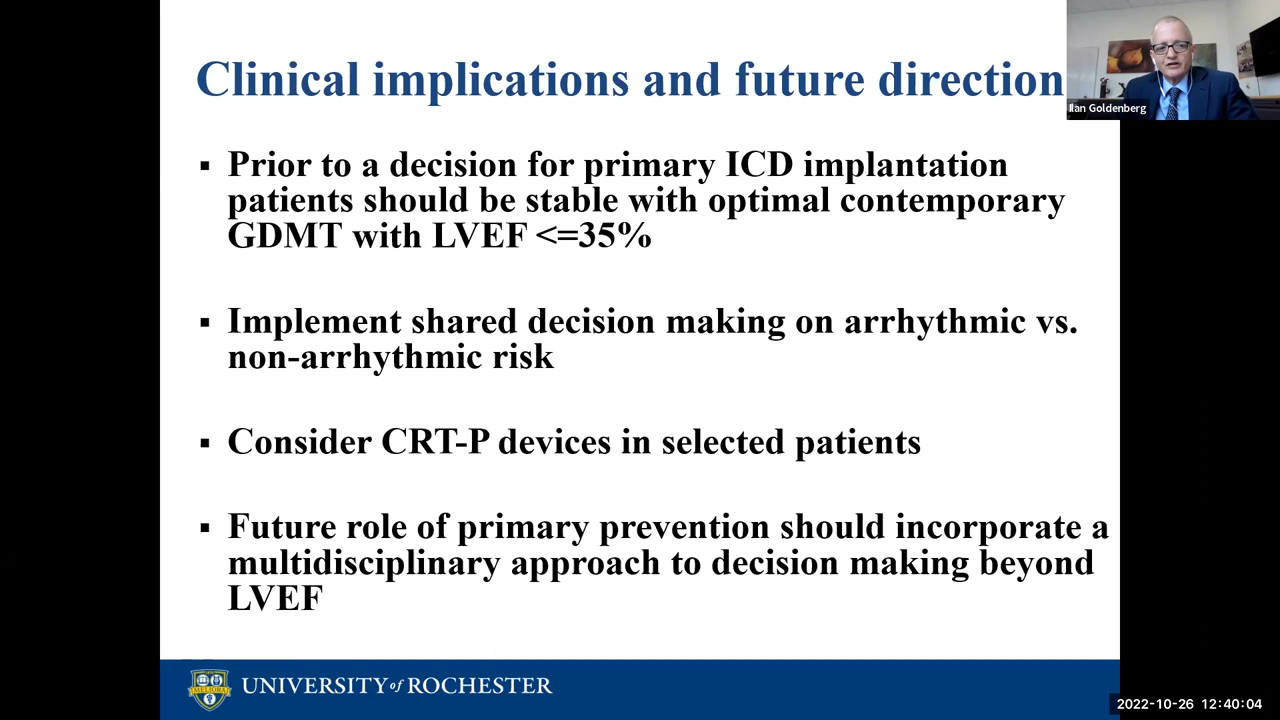 Clinical implications and future direction
Ilan Goldenberg
▪ Prior to a decision for primary ICD implantation
patients should be stable with optimal contemporary
GDMT with LVEF <=35%
▪ Implement shared decision making on arrhythmic vs.
non-arrhythmic risk
▪ Consider CRT-P devices in selected patients
▪ Future role of primary prevention should incorporate a
multidisciplinary approach to decision making beyond
LVEF
MELIORA
UNIVERSITY of ROCHESTER
2022-10-26 12:40:04